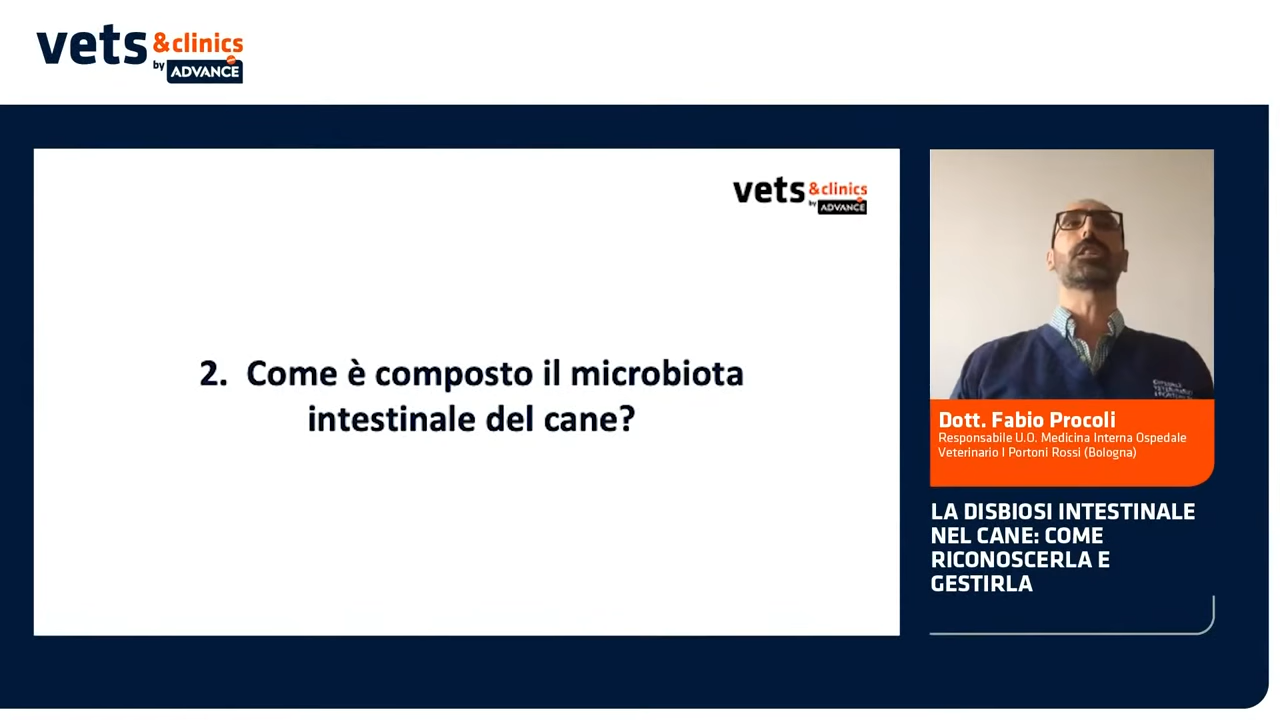 vets &clinics
by ADVANCE
vets &clinics
by ADVANCE
2. Come è composto il microbiota
intestinale del cane?
Dott. Fabio Procoli
Responsabile U.O. Medicina Interna Ospedale
Veterinario I Portoni Rossi (Bologna)
LA DISBIOSI INTESTINALE
NEL CANE: COME
RICONOSCERLA E
GESTIRLA